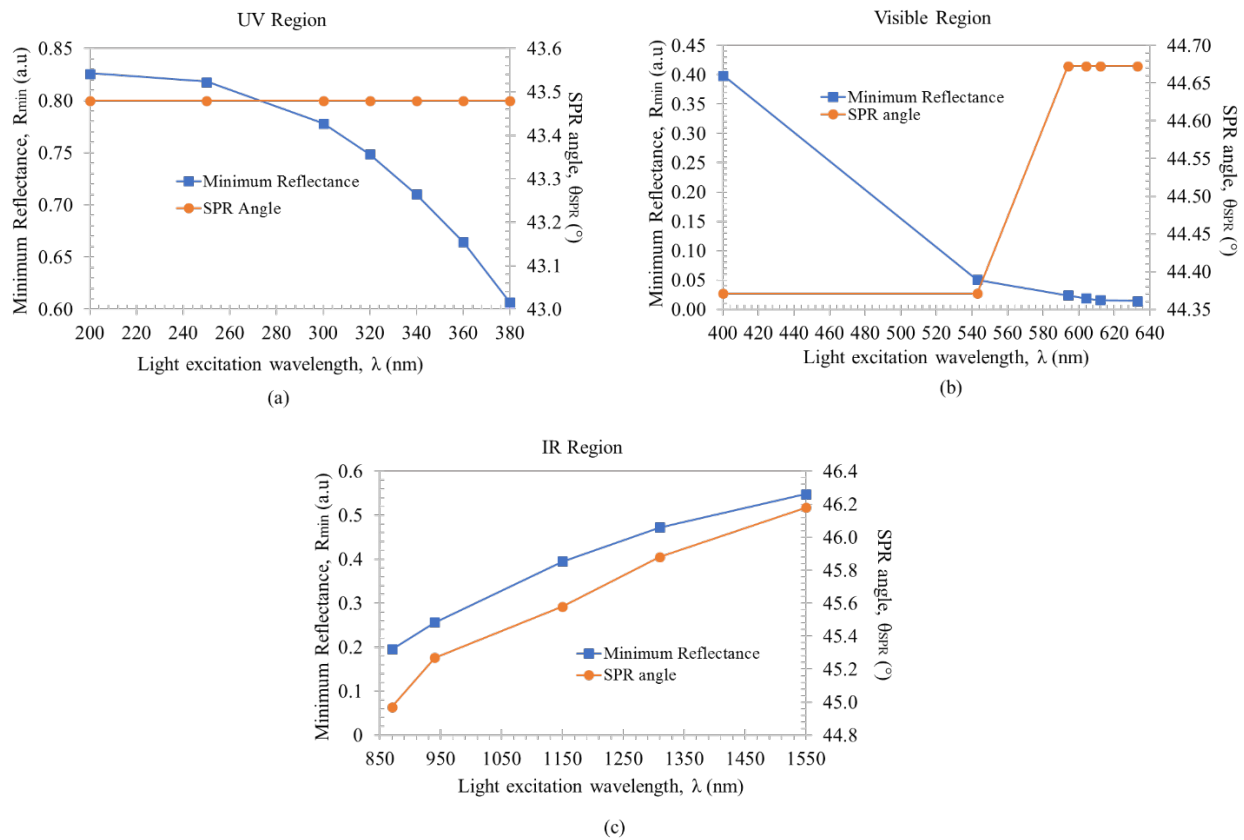 UV Region
Minimum Reflectance, Rmin (a.u)
0.85
0.80
0.75
0.70
0.65
0.60
43.6
43.5
43.4
43.3
43.2
43.1
43.0
SPR angle, θSPR (°)
Minimum Reflectance
SPR Angle
200 220 240 260 280 300 320 340 360 380
Light excitation wavelength, λ (nm)
(a)
Visible Region
Minimum Reflectance, Rmin (a.u)
0.45
0.40
0.35
0.30
0.25
0.20
0.15
0.10
0.05
0.00
44.70
44.65
44.60
44.55
44.50
44.45
44.40
44.35
SPR angle, θSPR (°)
Minimum Reflectance
SPR angle
400 420 440 460 480 500 520 540 560 580 600 620 640
Light excitation wavelength, λ (nm)
(b)
IR Region
Minimum Reflectance, Rmin (a.u)
0.6
0.5
0.4
0.3
0.2
0.1
0
46.4
46.2
46.0
45.8
45.6
45.4
45.2
45.0
44.8
SPR angle, θSPR (°)
Minimum Reflectance
SPR angle
850 950 1050 1150 1250 1350 1450 1550
Light excitation wavelength, λ (nm)
(c)